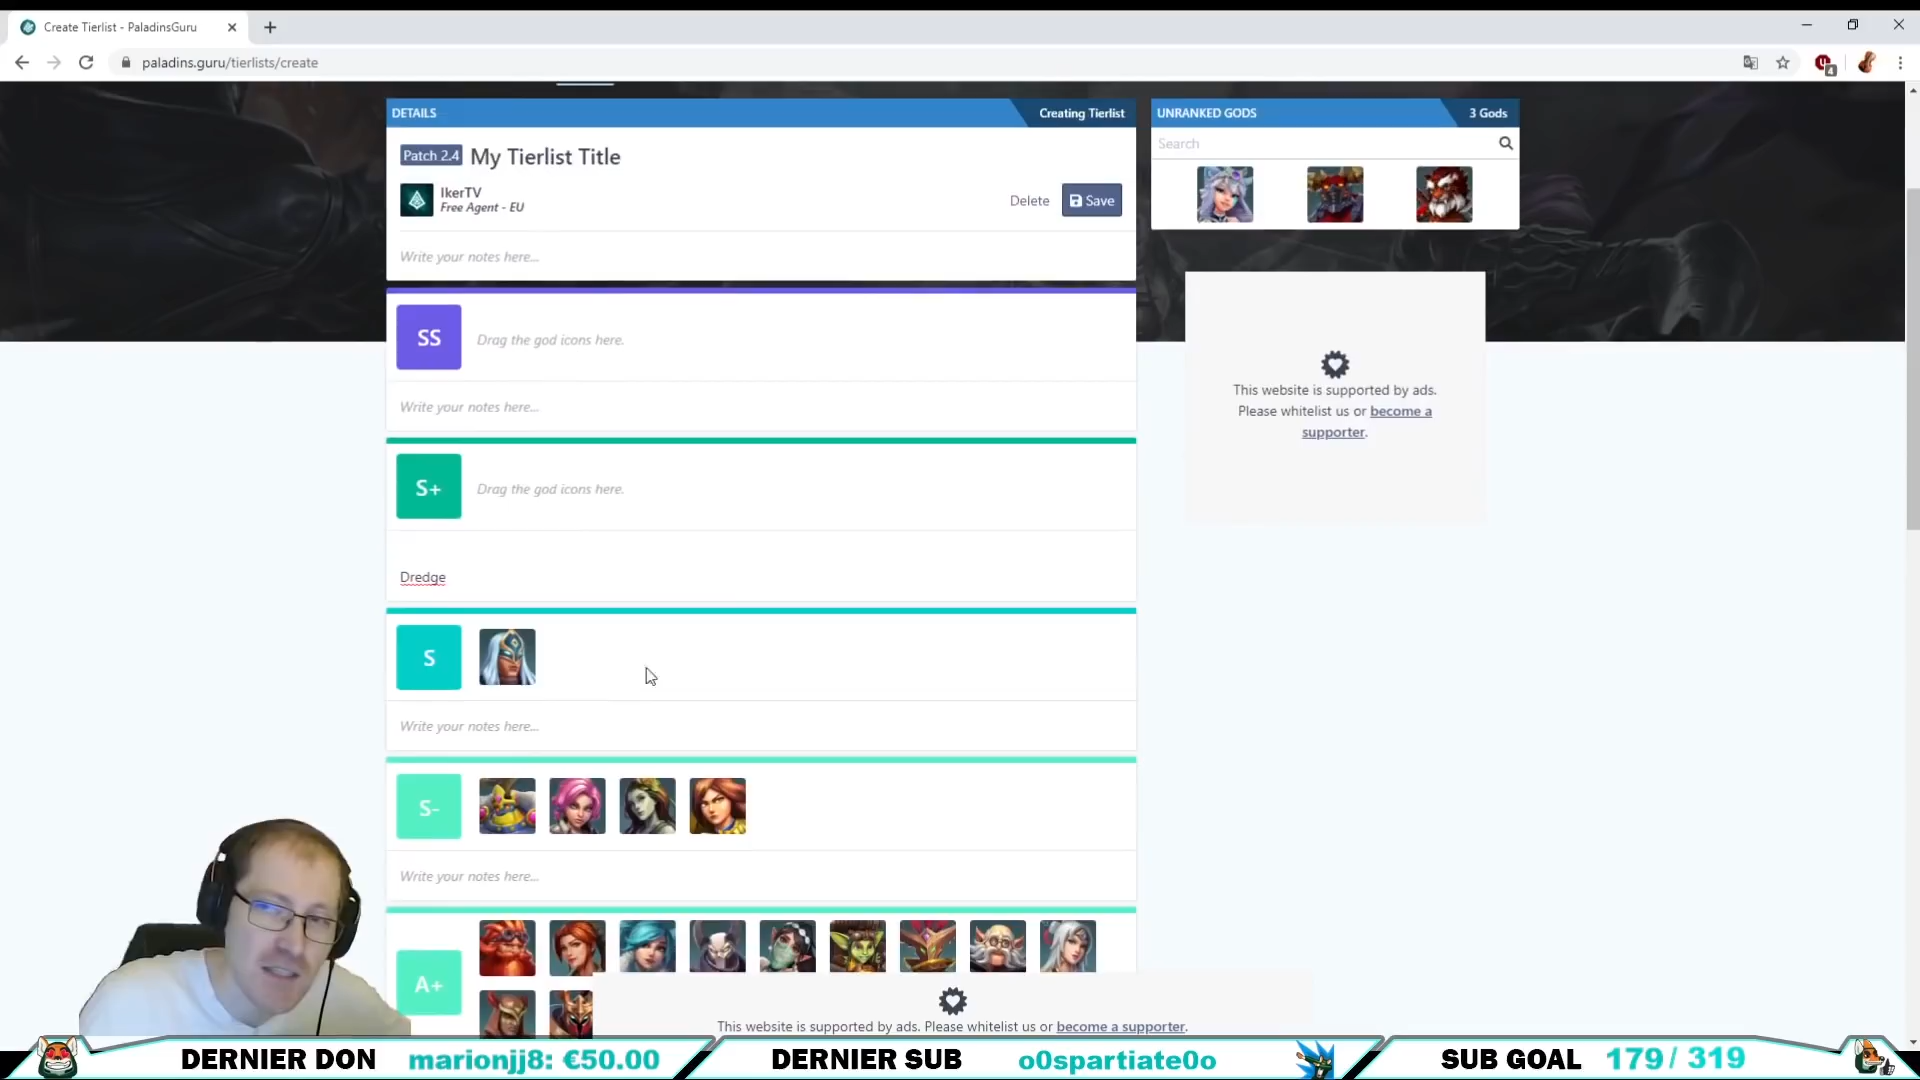 Create Tierlist - PaladinsGuru
paladins.guru/tierlists/create
4
DETAILS
Creating Tierlist
UNRANKED GODS
3 Gods
Patch 2.4 My Tierlist Title
Search
IkerTV
Free Agent - EU
Delete
Save
Write your notes here...
SS
Drag the god icons here.
Write your notes here...
This website is supported by ads.
Please whitelist us or become a
supporter.
S+
Drag the god icons here.
Dredge
S
Write your notes here...
S-
Write your notes here...
A+
This website is supported by ads. Please whitelist us or become a supporter.
DERNIER DON marionjj8: €50.00
DERNIER SUB o0spartiate0o
SUB GOAL 179 / 319